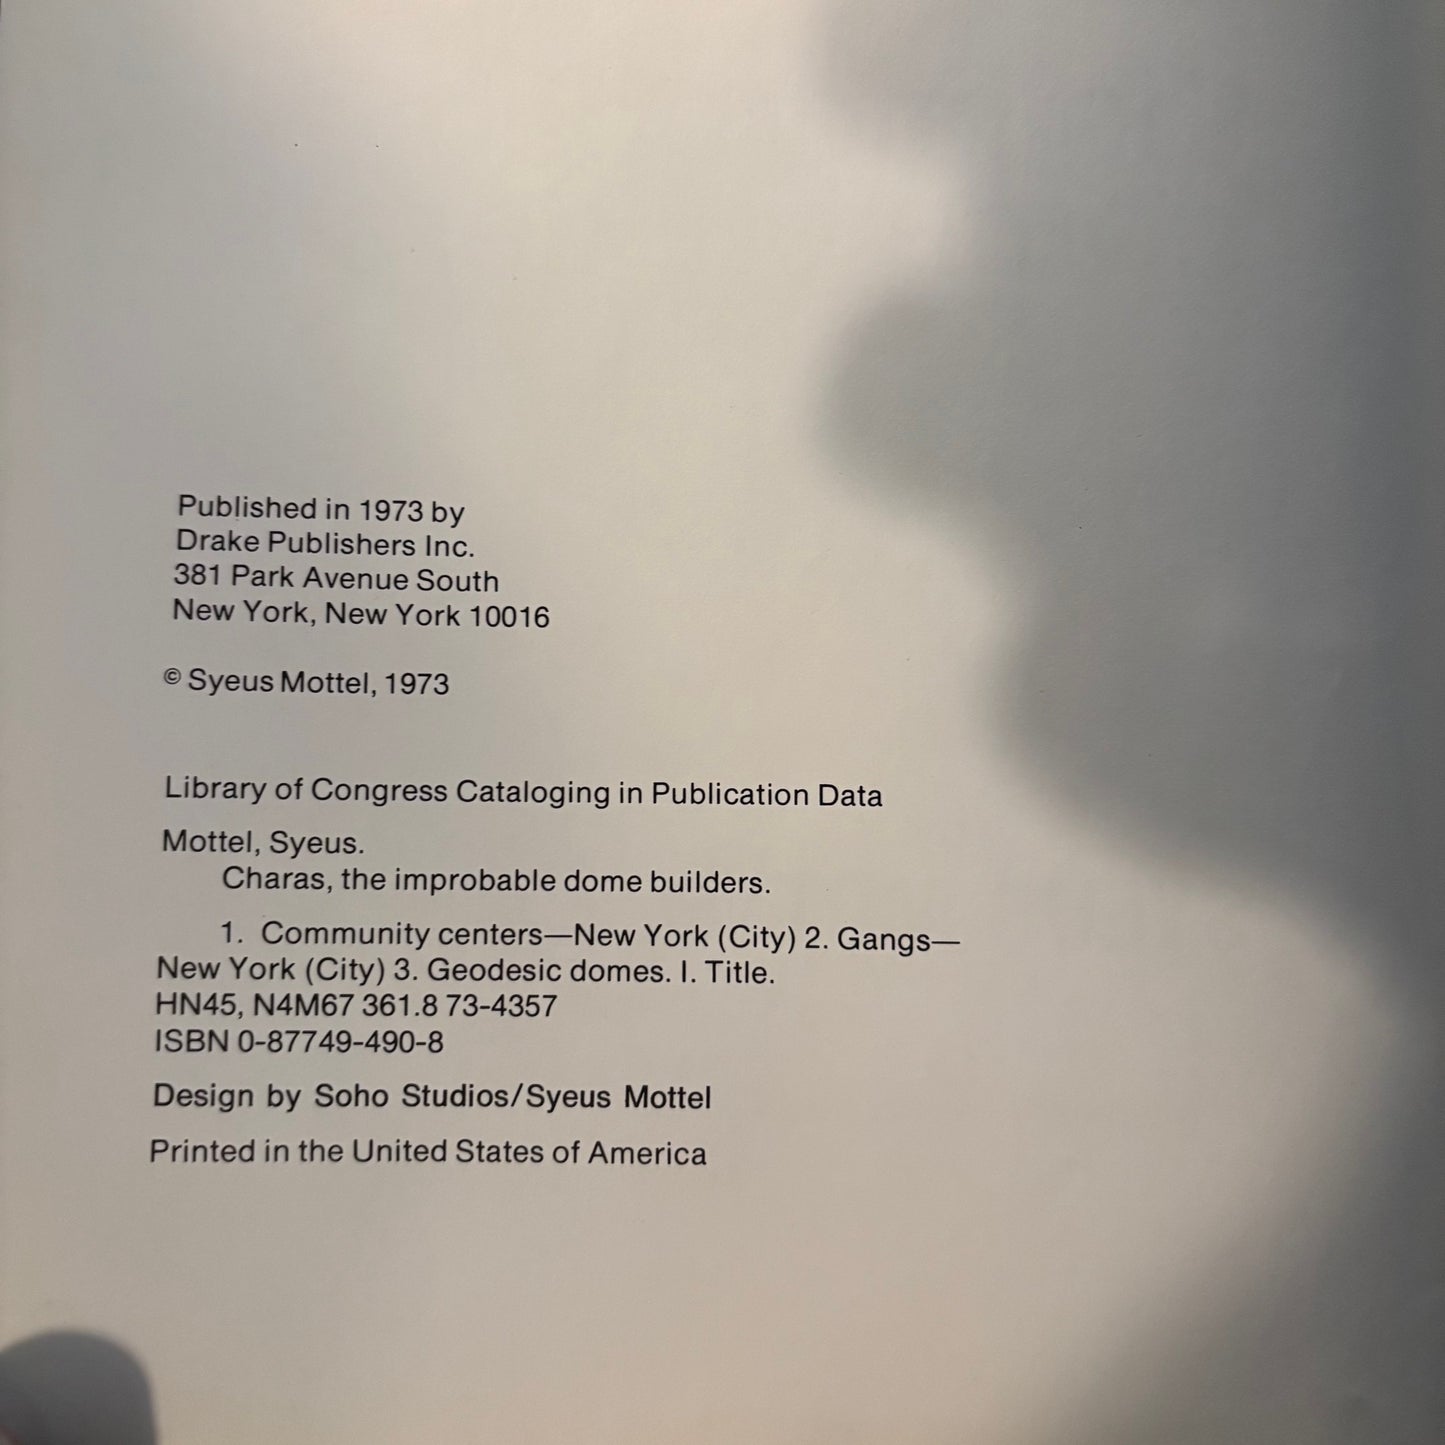 Published in 1973 by
Drake Publishers Inc.
381 Park Avenue South
New York, New York 10016
© Syeus Mottel, 1973
Library of Congress Cataloging in Publication Data
Mottel, Syeus.
Charas, the improbable dome builders.
1. Community centers—New York (City) 2. Gangs—
New York (City) 3. Geodesic domes. I. Title.
HN45, N4M67 361.8 73-4357
ISBN 0-87749-490-8
Design by Soho Studios/Syeus Mottel
Printed in the United States of America